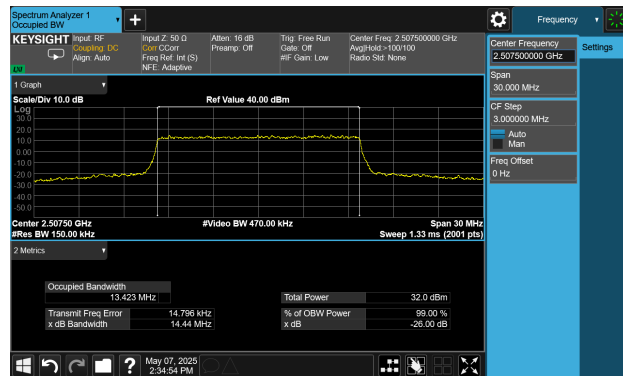 Spectrum Analyzer 1
Occupied BW
Frequency
KEYSIGHT
Input: RF
Coupling: DC
Align: Auto
Input Z: 50 Ω
Corr CCorr
Freq Ref: Int (S)
NFE: Adaptive
Atten: 16 dB
Preamp: Off
Trig: Free Run
Gate: Off
#IF Gain: Low
Center Freq: 2.507500000 GHz
Avg|Hold:>100/100
Radio Std: None
LXI
Center Frequency
2.507500000 GHz
Settings
Span
30.000 MHz
CF Step
3.000000 MHz
Auto
Man
Freq Offset
0 Hz
1 Graph
Scale/Div 10.0 dB
Ref Value 40.00 dBm
Log
30.0
20.0
10.0
0.00
-10.0
-20.0
-30.0
-40.0
-50.0
Center 2.50750 GHz
#Video BW 470.00 kHz
Span 30 MHz
#Res BW 150.00 kHz
Sweep 1.33 ms (2001 pts)
2 Metrics
Occupied Bandwidth
13.423 MHz
Total Power
32.0 dBm
Transmit Freq Error
14.796 kHz
% of OBW Power
99.00 %
x dB Bandwidth
14.44 MHz
x dB
-26.00 dB
?
May 07, 2025
2:34:54 PM